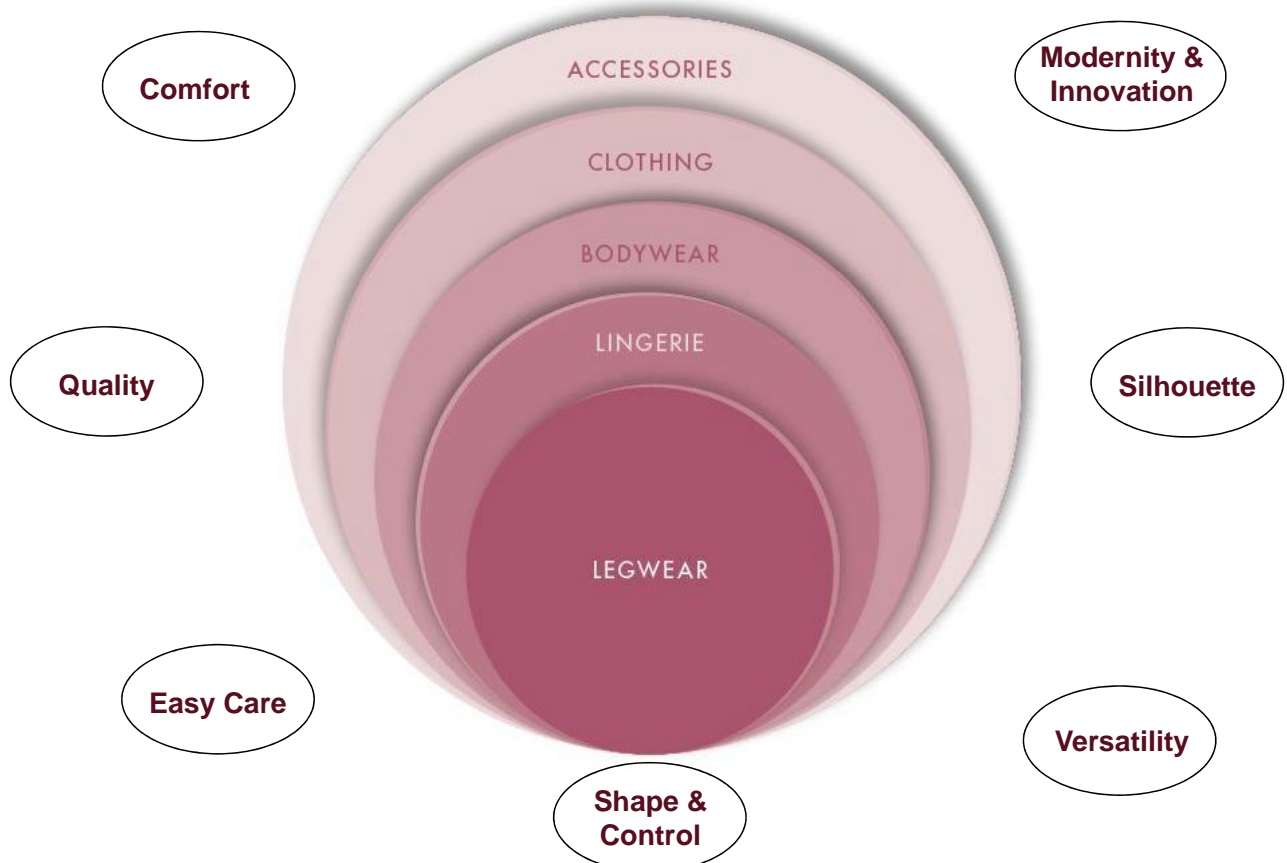 ACCESSORIES
Comfort
Modernity &
Innovation
CLOTHING
BODYWEAR
LINGERIE
Quality
Silhouette
LEGWEAR
Easy Care
Versatility
Shape &
Control